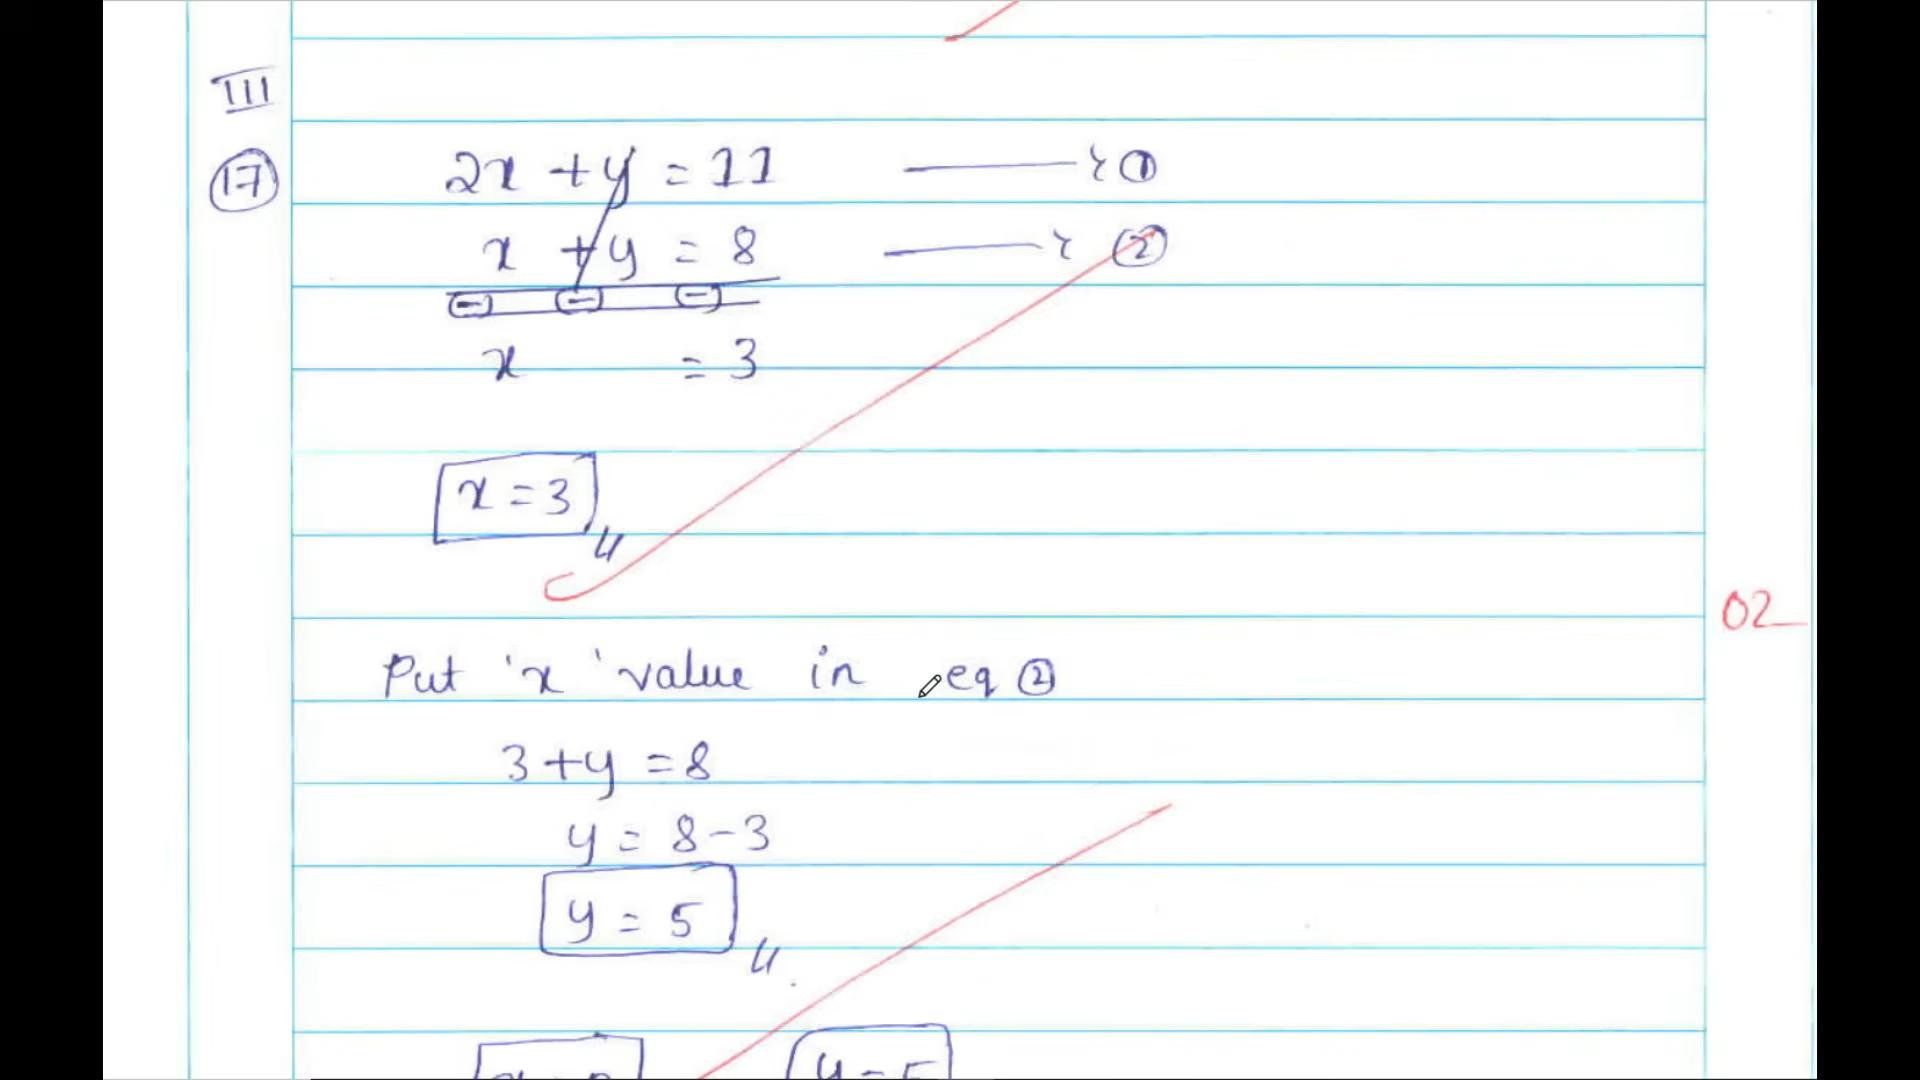 III
17
2x + y = 11 ① 
x + y = 8 ②
(-) (-) (-)
x = 3
x = 3
02
Put 'x' value in eq ②
3 + y = 8
y = 8 - 3
y = 5
y = 5